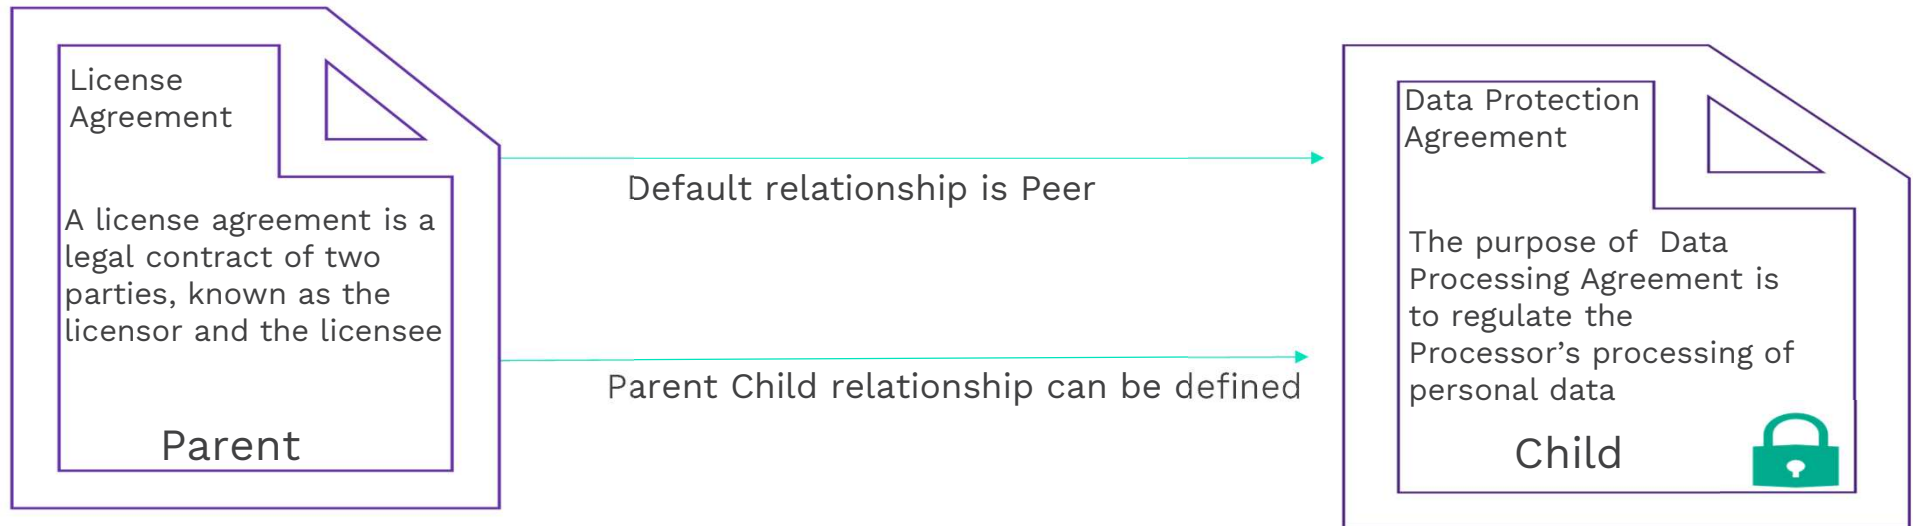 License
Agreement
A license agreement is a
legal contract of two
parties, known as the
licensor and the licensee
Parent
Default relationship is Peer
Parent Child relationship can be defined
Data Protection
Agreement
The purpose of  Data
Processing Agreement is
to regulate the
Processor’s processing of
personal data
Child